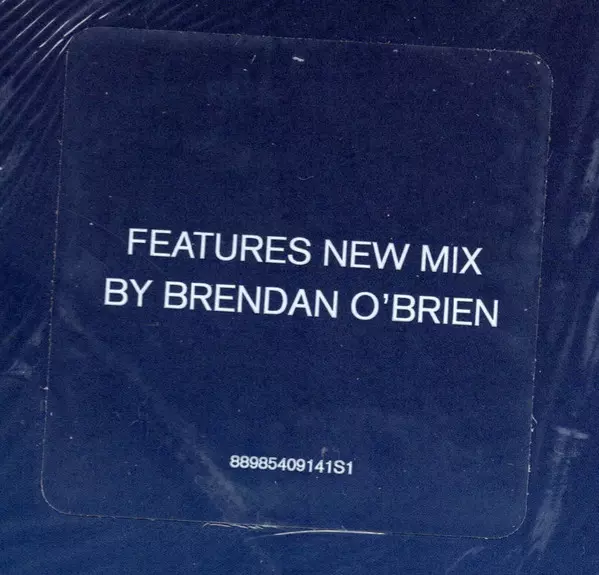 FEATURES NEW MIX
BY BRENDAN O'BRIEN
88985409141S1